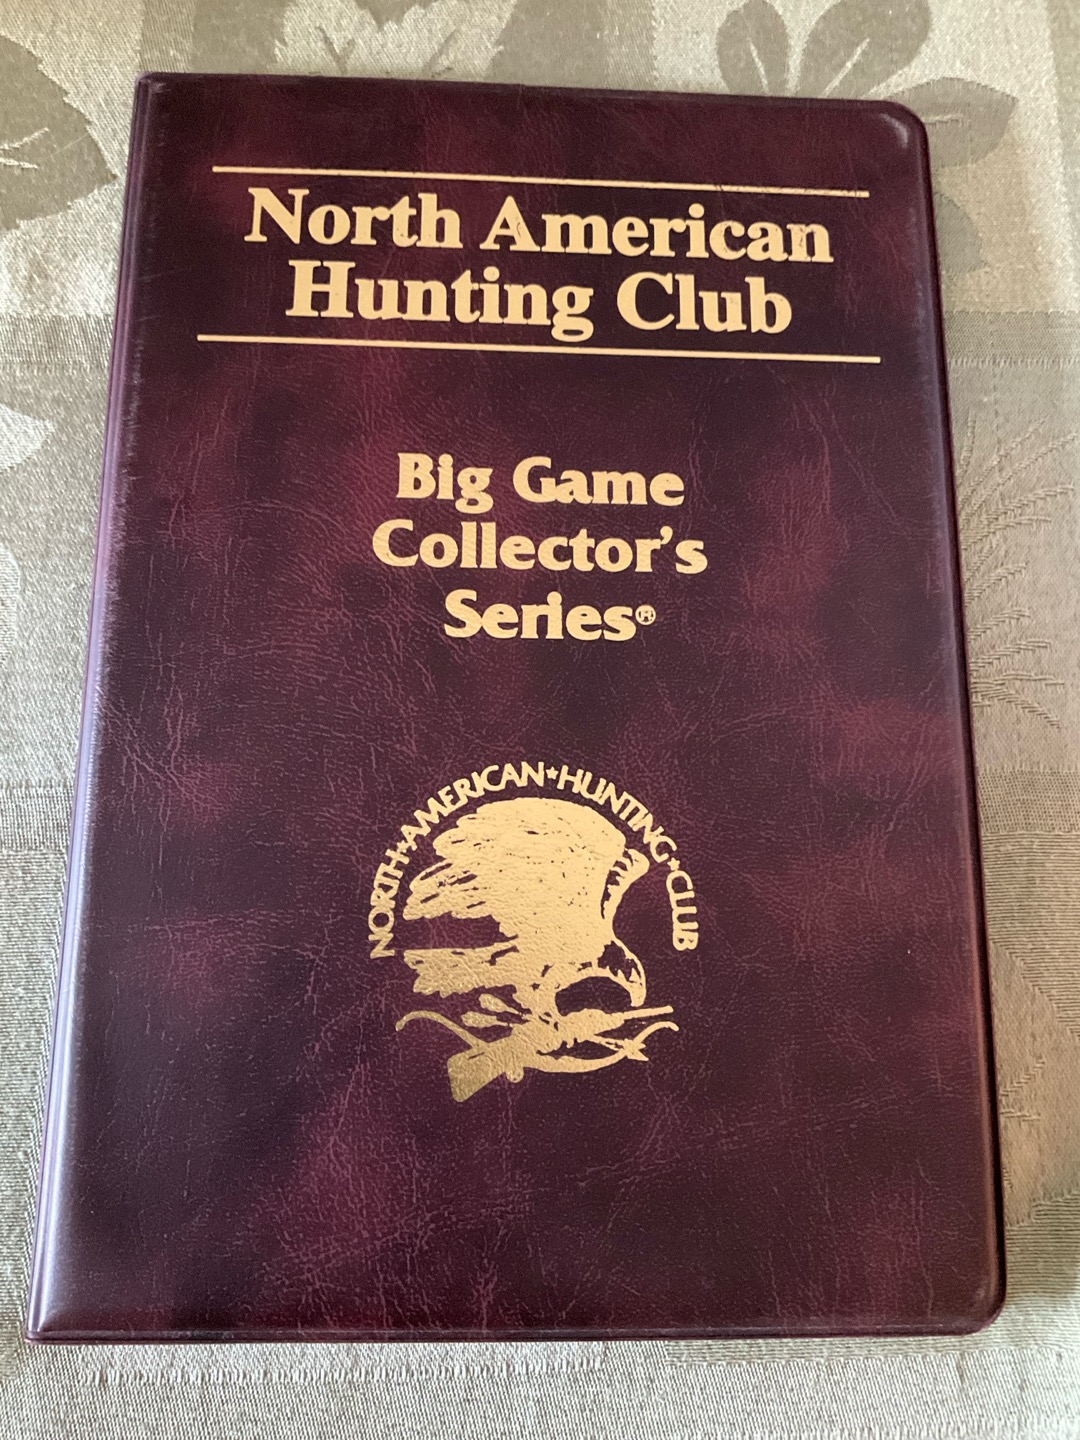 North American
Hunting Club
Big Game
Collector's
Series®
NORTH★AMERICAN★HUNTING★CLUB